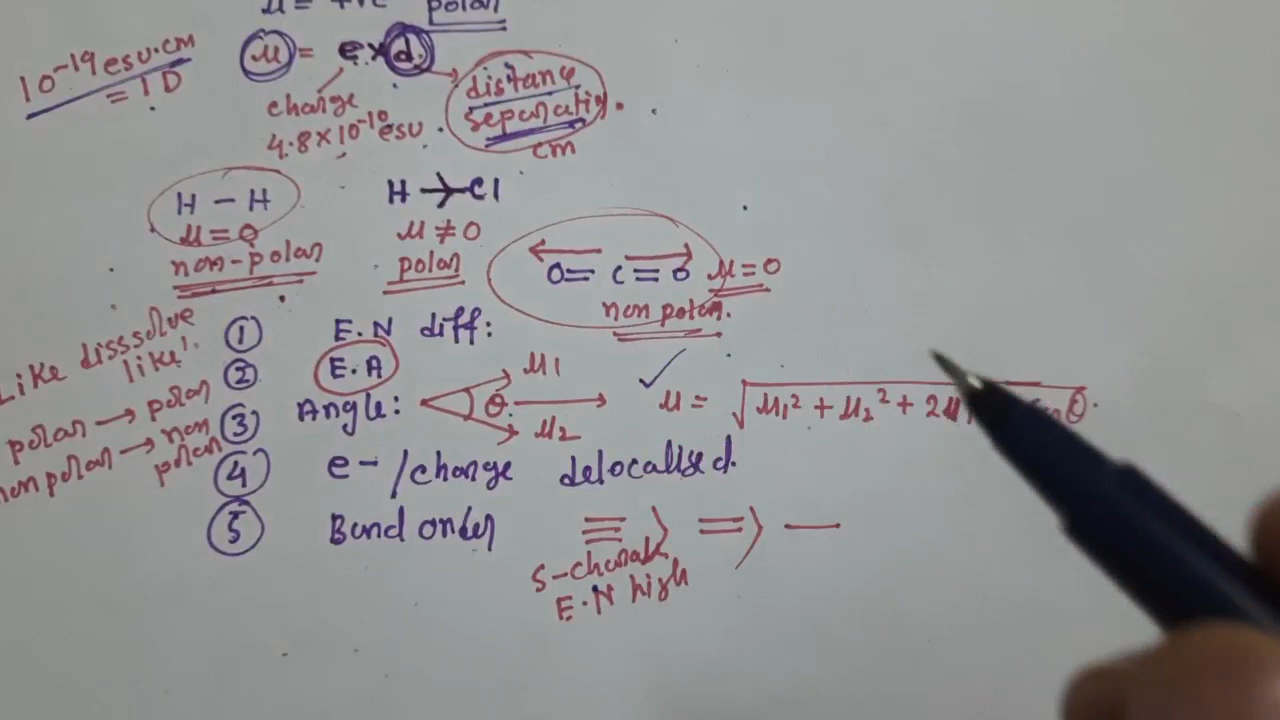 μ = +ve polar
10⁻¹⁹ esu·cm
= 1 D
μ = e × d.
charge
4.8×10⁻¹⁰ esu.
distance
separation.
cm
H – H
μ = 0
non-polar
H → Cl
μ ≠ 0
polar
O = C = O μ = 0
non polar.
Like disssolve
like'.
polar → polar
non polar → non
polar
① E.N diff:
② E.A
③ Angle: θ. μ1 μ2
μ = √μ₁² + μ₂² + 2μ θ.
④ e- /charge delocalised.
⑤ Bond order ≡ > = > –
E.N high